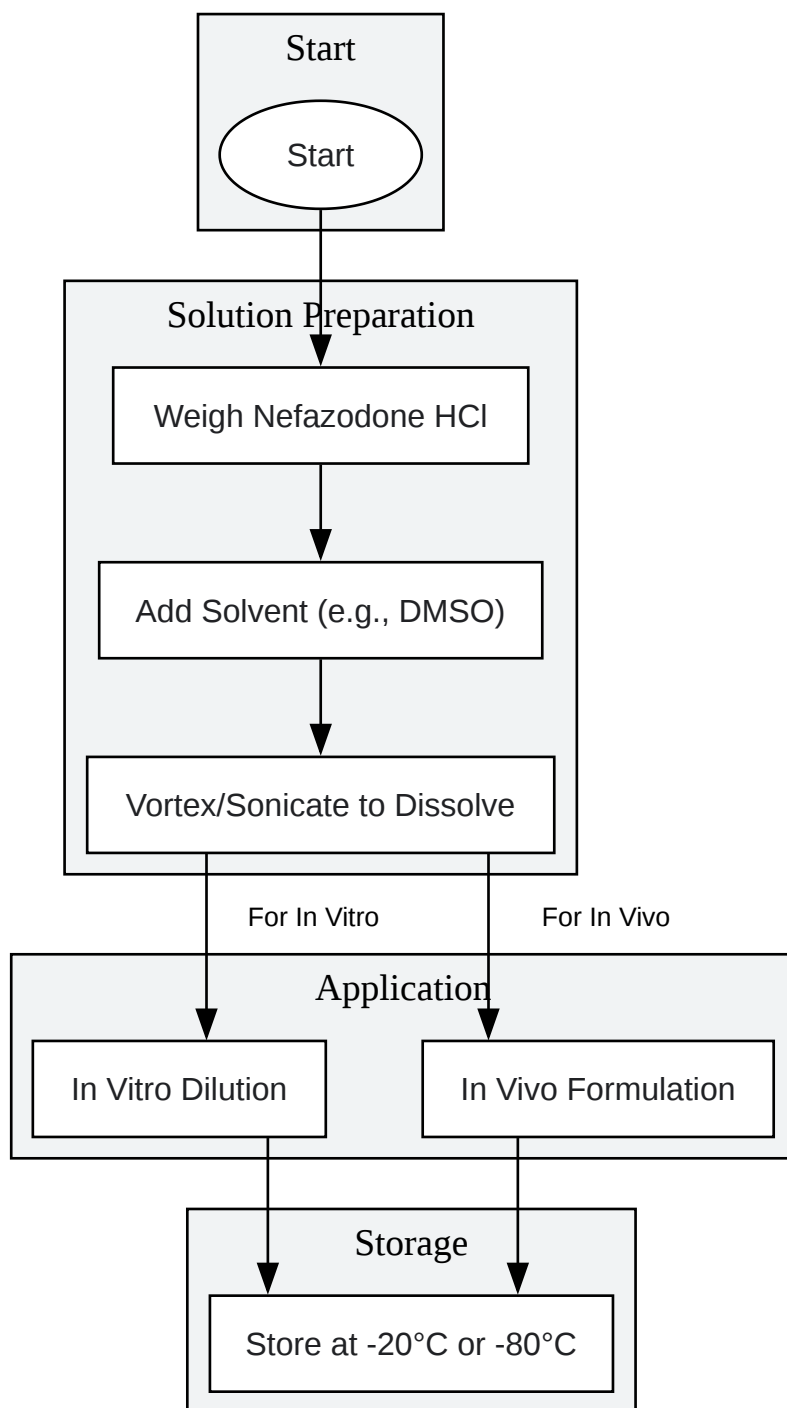 Start
Start
Solution Preparation
Weigh Nefazodone HCl
Add Solvent (e.g., DMSO)
Vortex/Sonicate to Dissolve
For In Vitro
For In Vivo
Application
In Vitro Dilution
In Vivo Formulation
Storage
Store at -20°C or -80°C